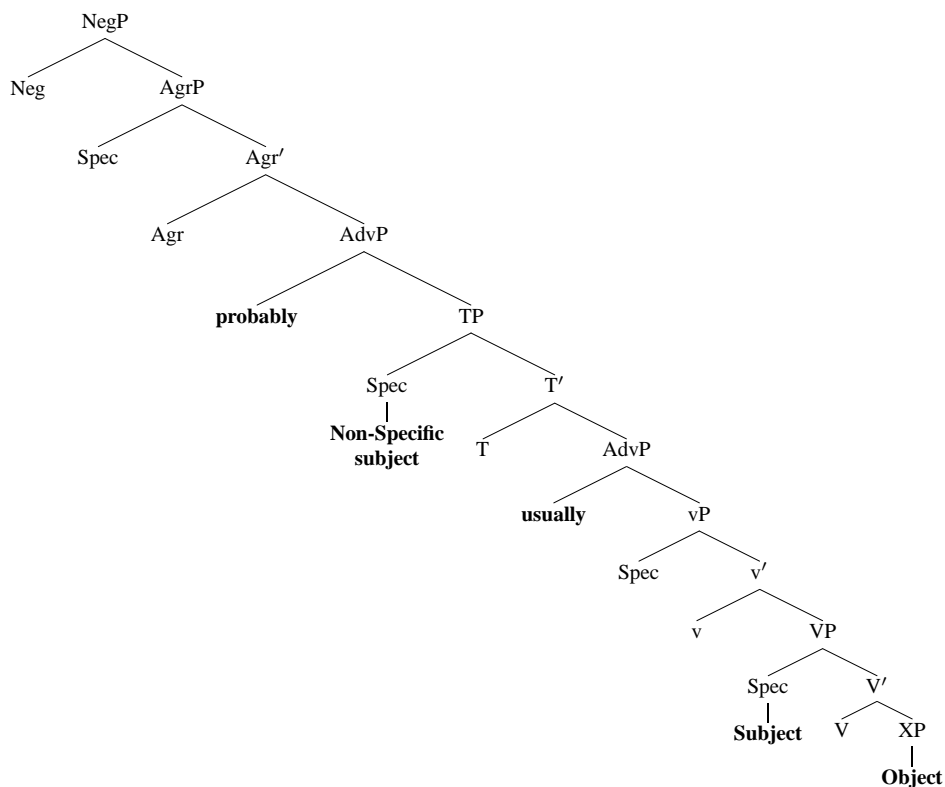 NegP
Neg AgrP
Spec Agr′
Agr AdvP
probably TP
Spec T′
Non-Specific
subject
T AdvP
usually vP
Spec v′
v VP
Spec V′
Subject V XP
Object